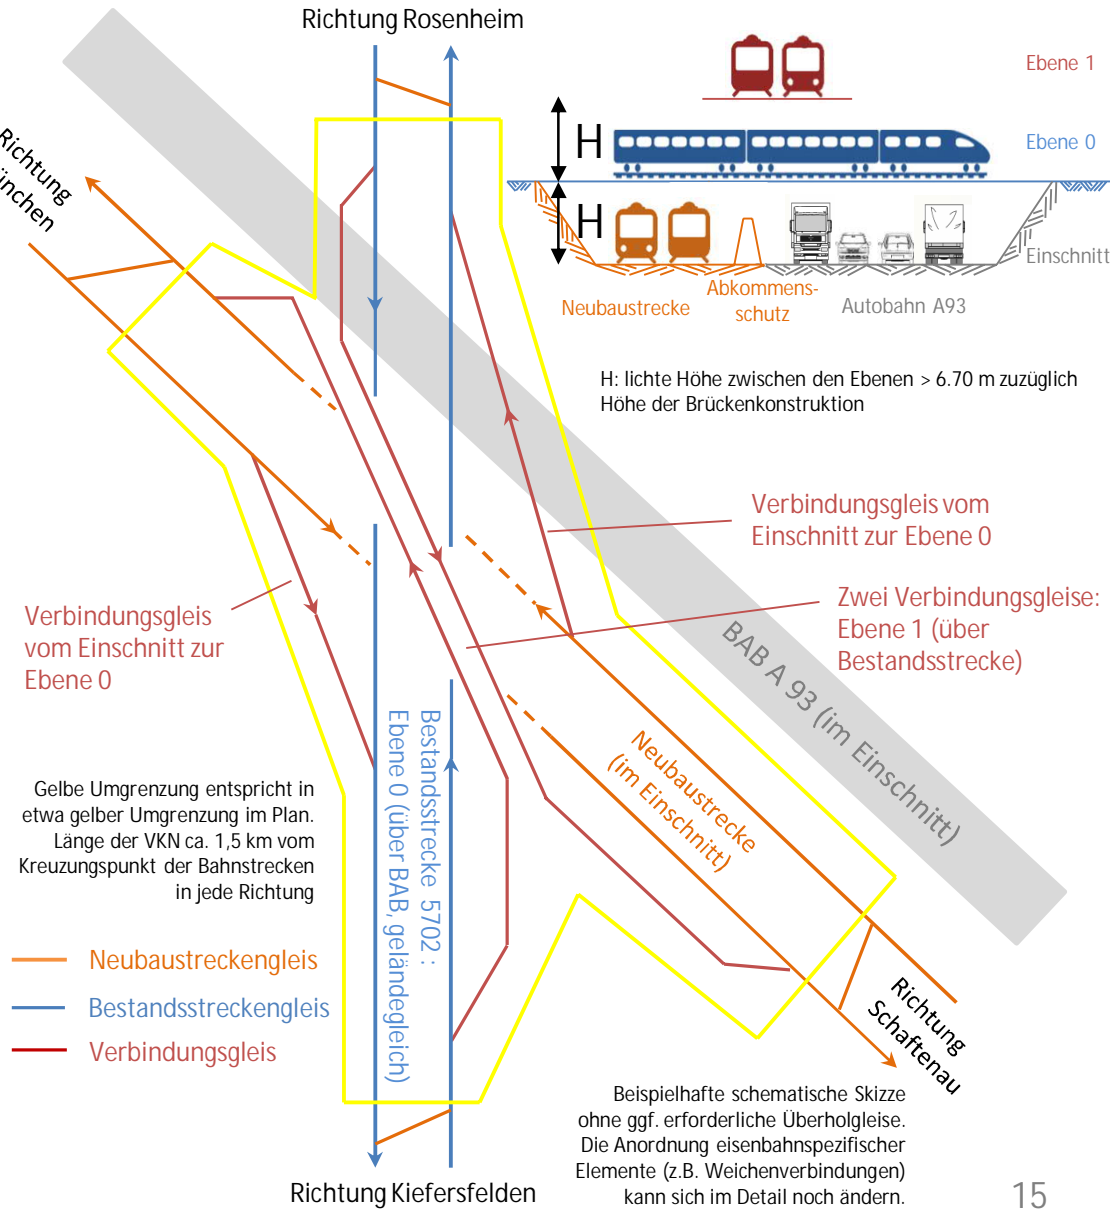 Richtung Rosenheim
Ebene 1
H
Ebene 0
Richtung
H
Einschnitt
Neubaustrecke
Abkommens-
schutz
Autobahn A93
H: lichte Höhe zwischen den Ebenen > 6.70 m zuzüglich
Höhe der Brückenkonstruktion
Verbindungsgleis vom
Einschnitt zur Ebene 0
Zwei Verbindungsgleise:
Ebene 1 (über
Bestandsstrecke)
Verbindungsgleis
vom Einschnitt zur
Ebene 0
BAB A 93 (im Einschnitt)
Neubaustrecke
(im Einschnitt)
Bestandsstrecke 5702 :
Ebene 0 (über BAB, geländegleich)
Gelbe Umgrenzung entspricht in
etwa gelber Umgrenzung im Plan.
Länge der VKN ca. 1,5 km vom
Kreuzungspunkt der Bahnstrecken
in jede Richtung
Neubaustreckengleis
Bestandsstreckengleis
Verbindungsgleis
Richtung
Schaftenau
Beispielhafte schematische Skizze
ohne ggf. erforderliche Überholgleise.
Die Anordnung eisenbahnspezifischer
Elemente (z.B. Weichenverbindungen)
kann sich im Detail noch ändern.
Richtung Kiefersfelden
15